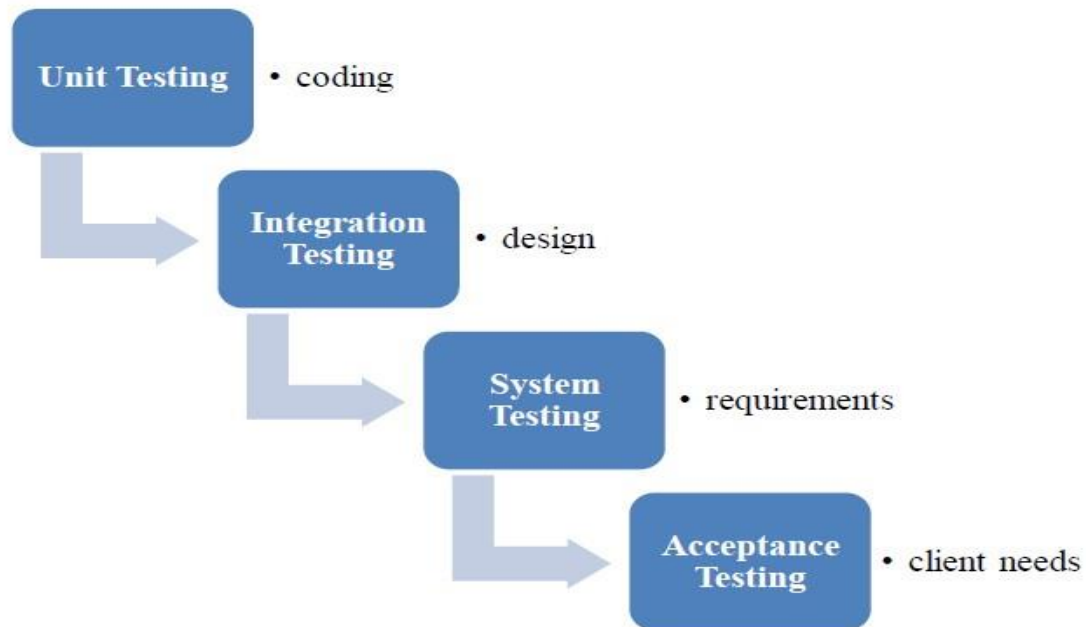 Unit Testing
• coding
Integration
Testing
• design
System
Testing
• requirements
Acceptance
Testing
• client needs